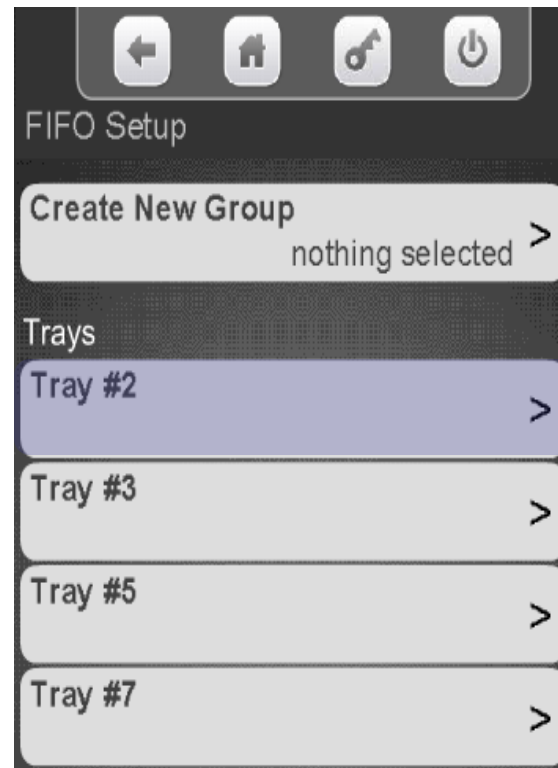 FIFO Setup
Create New Group
nothing selected
Trays
Tray #2
Tray #3
Tray #5
Tray #7